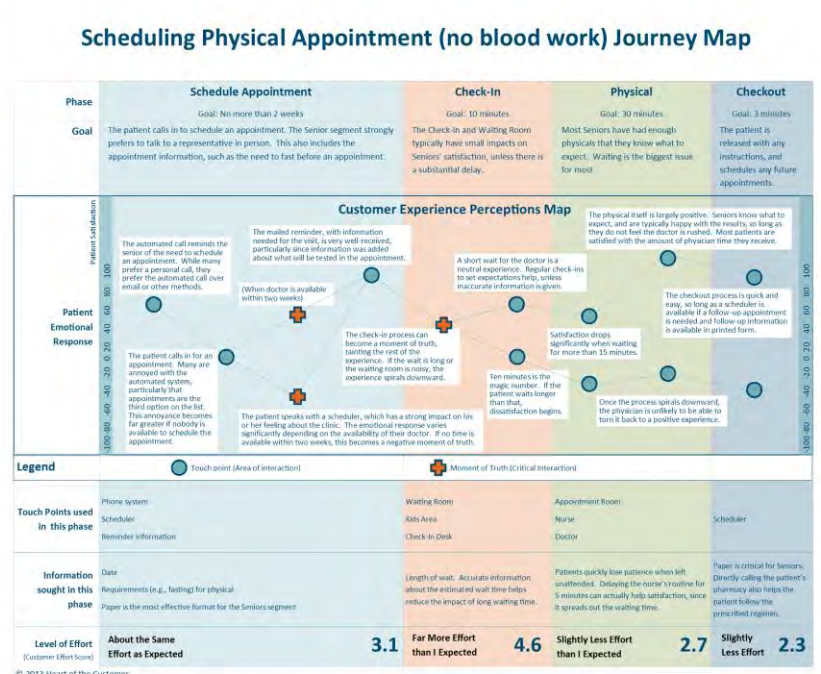 Scheduling Physical Appointment (no blood work) Journey Map
Phase
Schedule Appointment
Check-In
Physical
Checkout
Goal
Goal: No more than 2 weeks
The patient calls in to schedule an appointment. The Senior segment strongly
prefers to talk to a representative in person. This also includes the
appointment information, such as the need to fast before an appointment.
Goal: 10 minutes
The Check-In and Waiting Room
typically have small impacts on
Seniors' satisfaction, unless there is
a substantial delay.
Goal: 30 minutes
Most Seniors have had enough
physicals that they know what to
expect. Waiting is the biggest issue
for most.
Goal: 3 minutes
The patient is
released with any
instructions, and
schedules any future
appointments.
Customer Experience Perceptions Map
Patient
Emotional
Response
Patient Satisfaction
100
80
60
40
20
0
-20
-40
-60
-80
-100
The automated call reminds the
senior of the need to schedule
an appointment. While many
prefer a personal call, they
prefer the automated call over
email or other methods.
The patient calls in for an
appointment. Many are
annoyed with the
automated system,
particularly that
appointments are the
third option on the list.
This annoyance becomes
far greater if nobody is
available to schedule the
appointment.
The mailed reminder, with information
needed for the visit, is very well-received,
particularly since information was added
about what will be tested in the appointment.
(When doctor is available
within two weeks)
The patient speaks with a scheduler, which has a strong impact on his
or her feeling about the clinic. The emotional response varies
significantly depending on the availability of their doctor. If no time is
available within two weeks, this becomes a negative moment of truth.
The check-in process can
become a moment of truth,
tainting the rest of the
experience. If the wait is long or
the waiting room is noisy, the
experience spirals downward.
A short wait for the doctor is a
neutral experience. Regular check-ins
to set expectations help, unless
inaccurate information is given.
Ten minutes is the
magic number. If the
patient waits longer
than that,
dissatisfaction begins.
The physical itself is largely positive. Seniors know what to
expect, and are typically happy with the results, so long as
they do not feel the doctor is rushed. Most patients are
satisfied with the amount of physician time they receive.
Satisfaction drops
significantly when waiting
for more than 15 minutes.
Once the process spirals downward,
the physician is unlikely to be able to
turn it back to a positive experience.
The checkout process is quick and
easy, so long as a scheduler is
available if a follow-up appointment
is needed and follow-up information
is available in printed form.
100
80
60
40
20
0
-20
-40
-60
-80
-100
Legend
Touch point (Area of interaction)
Moment of Truth (Critical Interaction)
Touch Points used
in this phase
Phone system
Scheduler
Reminder information
Waiting Room
Kids Area
Check-In Desk
Appointment Room
Nurse
Doctor
Scheduler
Information
sought in this
phase
Date
Requirements (e.g., fasting) for physical
Paper is the most effective format for the Seniors segment
Length of wait. Accurate information
about the estimated wait time helps
reduce the impact of long waiting time.
Patients quickly lose patience when left
unattended. Delaying the nurse's routine for
5 minutes can actually help satisfaction, since
it spreads out the waiting time.
Paper is critical for Seniors.
Directly calling the patient's
pharmacy also helps the
patient follow the
prescribed regimen.
Level of Effort
(Customer Effort Score)
About the Same
Effort as Expected
3.1
Far More Effort
than I Expected
4.6
Slightly Less Effort
than I Expected
2.7
Slightly
Less Effort
2.3
© 2013 Heart of the Customer